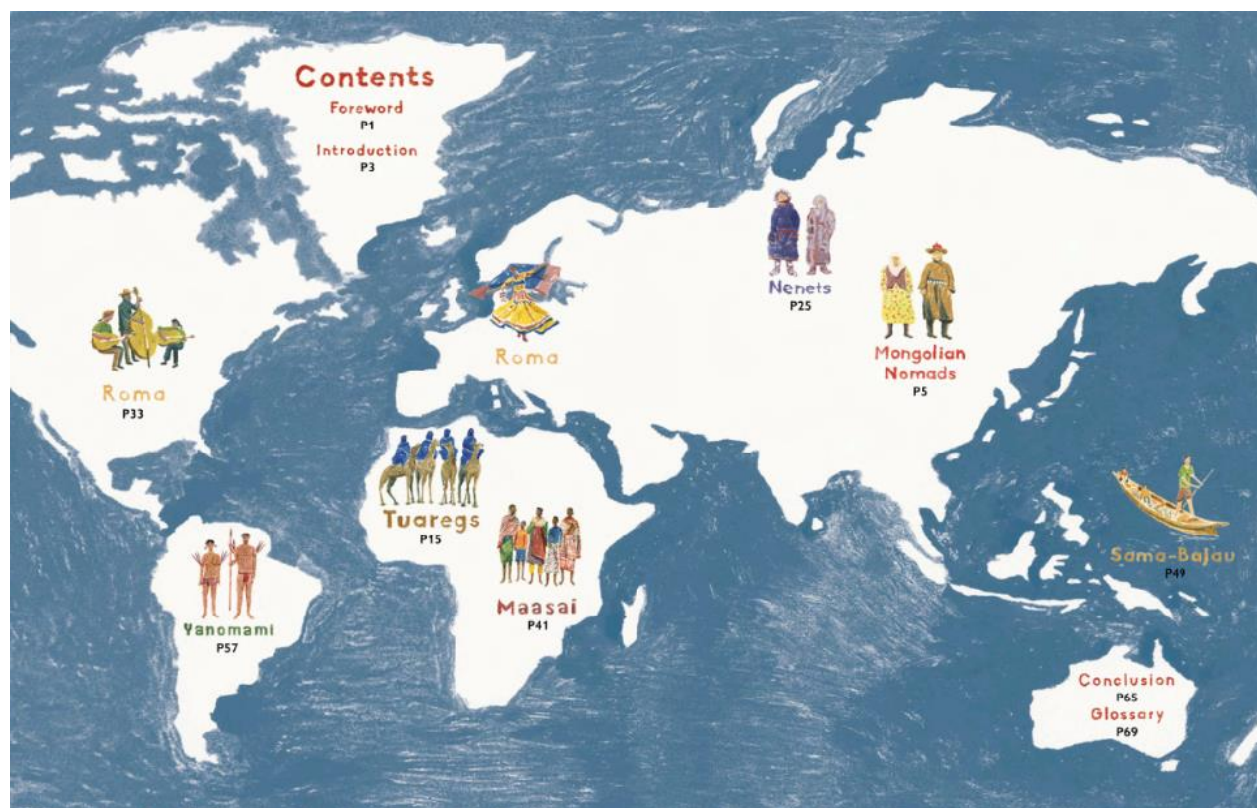 Contents
Foreword
P1
Introduction
P3
Roma
P33
Roma
Nenets
P25
Mongolian
Nomads
P5
Tuaregs
P15
Maasai
P41
Yanomami
P57
Sama-Bajau
P49
Conclusion
P65
Glossary
P69